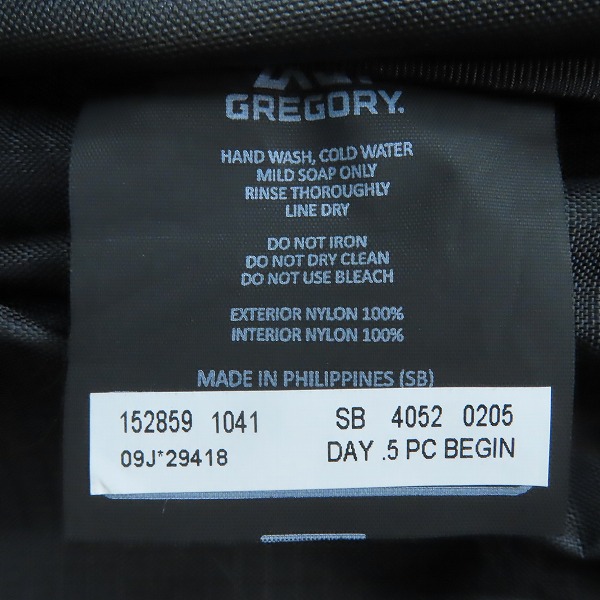 GREGORY.
HAND WASH, COLD WATER
MILD SOAP ONLY
RINSE THOROUGHLY
LINE DRY
DO NOT IRON
DO NOT DRY CLEAN
DO NOT USE BLEACH
EXTERIOR NYLON 100%
INTERIOR NYLON 100%
MADE IN PHILIPPINES (SB)
152859 1041 SB 4052 0205
09J*29418 DAY .5 PC BEGIN